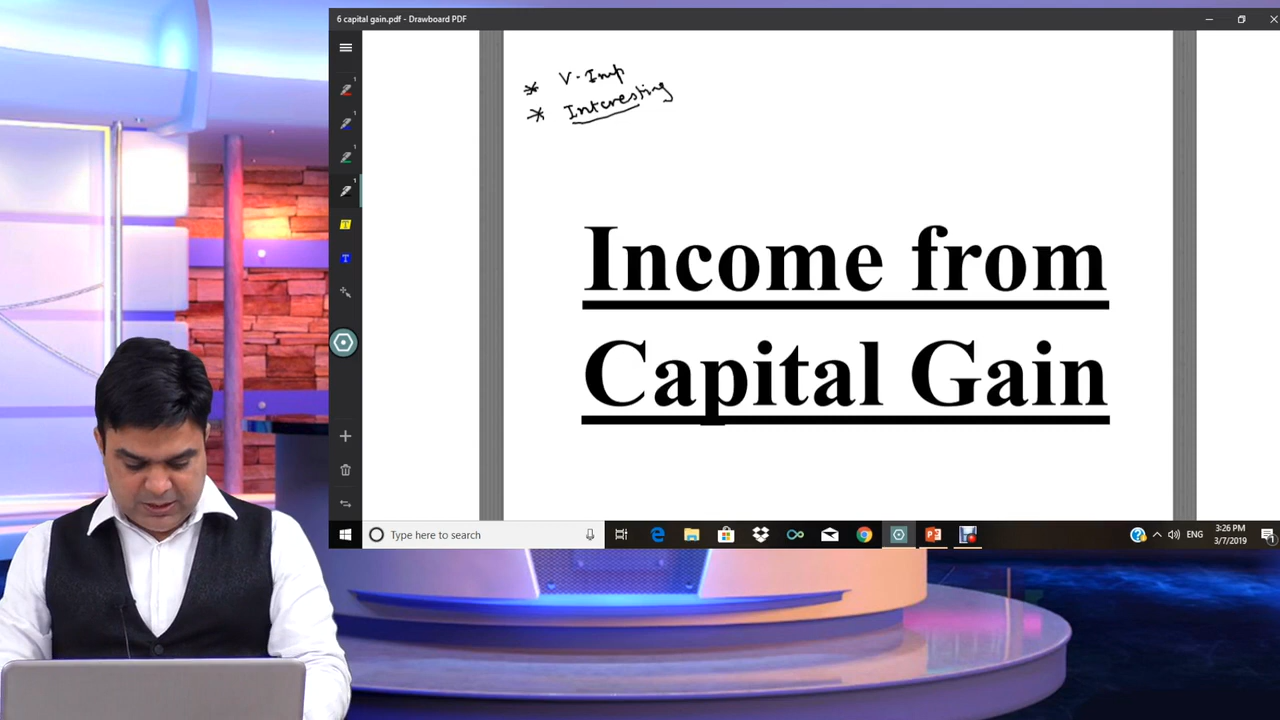 6 capital gain.pdf - Drawboard PDF
* V. Imp
* Interesting
Income from
Capital Gain
Type here to search
ENG
3:26 PM
3/7/2019